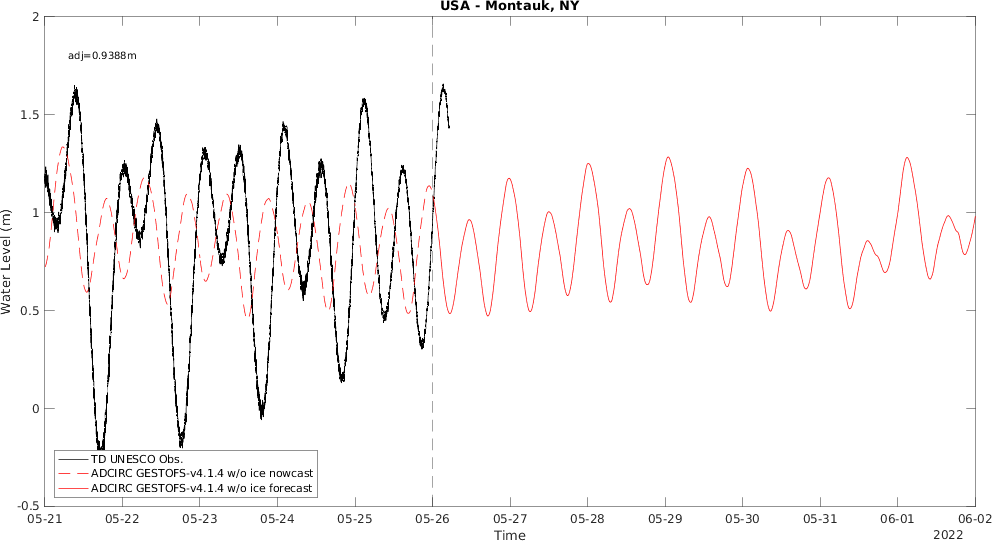 USA - Montauk, NY
adj=0.9388m
Water Level (m)
2
1.5
1
0.5
0
-0.5
TD UNESCO Obs.
ADCIRC GESTOFS-v4.1.4 w/o ice nowcast
ADCIRC GESTOFS-v4.1.4 w/o ice forecast
05-21 05-22 05-23 05-24 05-25 05-26 05-27 05-28 05-29 05-30 05-31 06-01 06-02
Time
2022